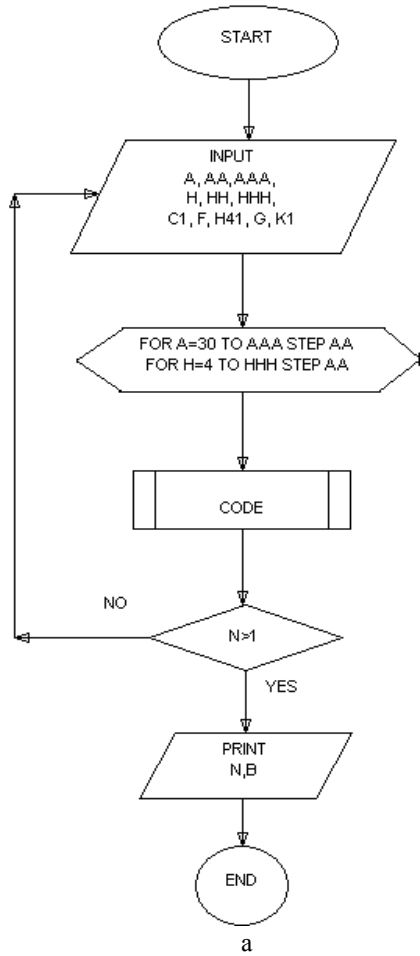 START
INPUT
A, AA, AAA,
H, HH, HHH,
C1, F, H41, G, K1
FOR A=30 TO AAA STEP AA
FOR H=4 TO HHH STEP AA
CODE
NO
N>1
YES
PRINT
N,B
END
a